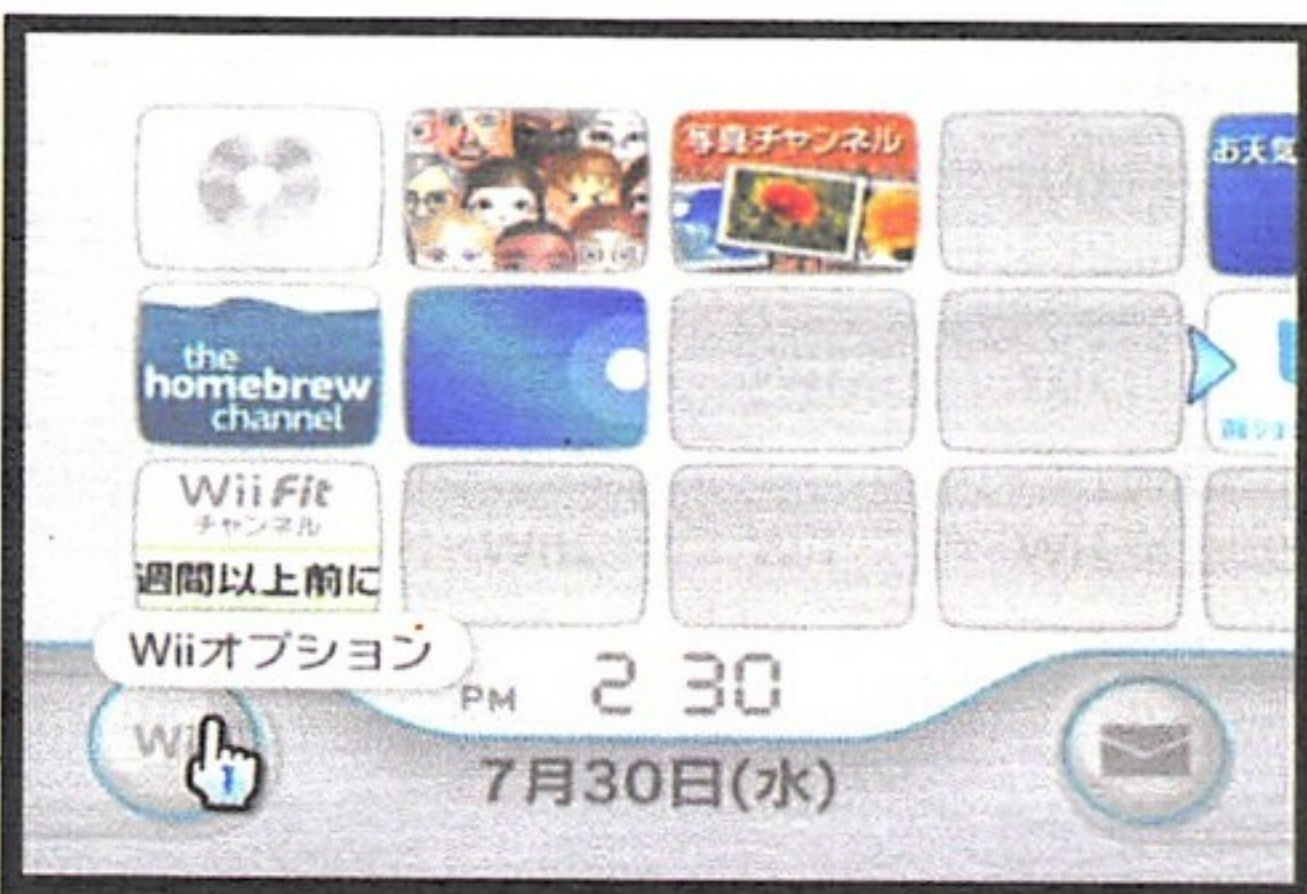 写真チャンネル
お天気
the
homebrew
channel
Wii Fit
チャンネル
週間以上前に
Wiiオプション
PM 2 30
Wii
1
7月30日(水)